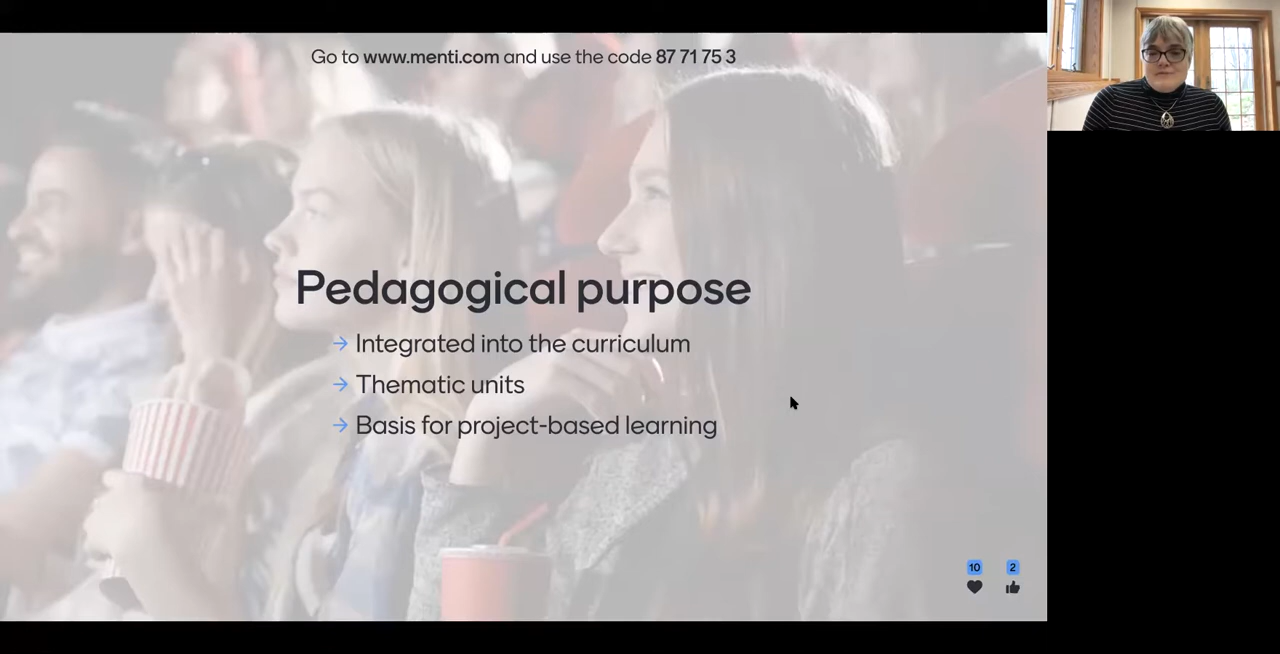 Go to www.menti.com and use the code 87 71 75 3
Pedagogical purpose
→ Integrated into the curriculum
→ Thematic units
→ Basis for project-based learning
10 2